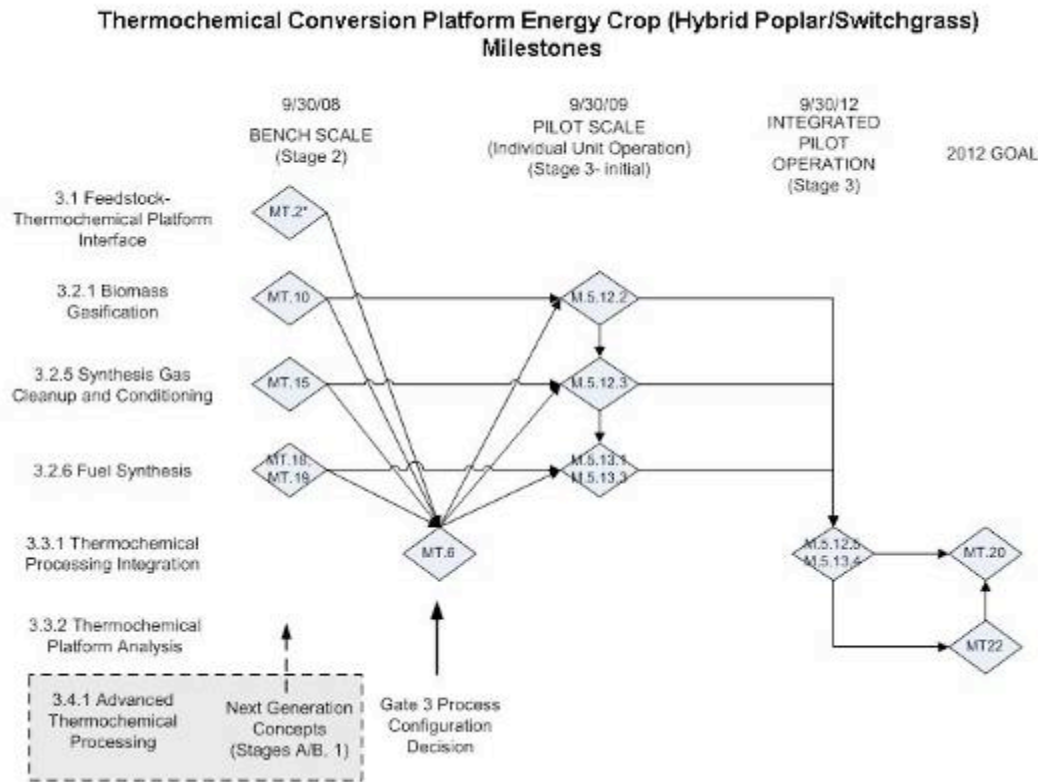 Thermochemical Conversion Platform Energy Crop (Hybrid Poplar/Switchgrass)
Milestones
9/30/08
BENCH SCALE
(Stage 2)
9/30/09
PILOT SCALE
(Individual Unit Operation)
(Stage 3- initial)
9/30/12
INTEGRATED
PILOT
OPERATION
(Stage 3)
2012 GOAL
3.1 Feedstock-
Thermochemical Platform
Interface
MT.2*
3.2.1 Biomass
Gasification
MT.10
M.5.12.2
3.2.5 Synthesis Gas
Cleanup and Conditioning
MT.15
M.5.12.3
3.2.6 Fuel Synthesis
MT.18,
MT.19
M.5.13.1
M.5.13.3
3.3.1 Thermochemical
Processing Integration
MT.6
M.5.12.5
M.5.13.4
MT.20
3.3.2 Thermochemical
Platform Analysis
MT22
3.4.1 Advanced
Thermochemical
Processing
Next Generation
Concepts
(Stages A/B, 1)
Gate 3 Process
Configuration
Decision